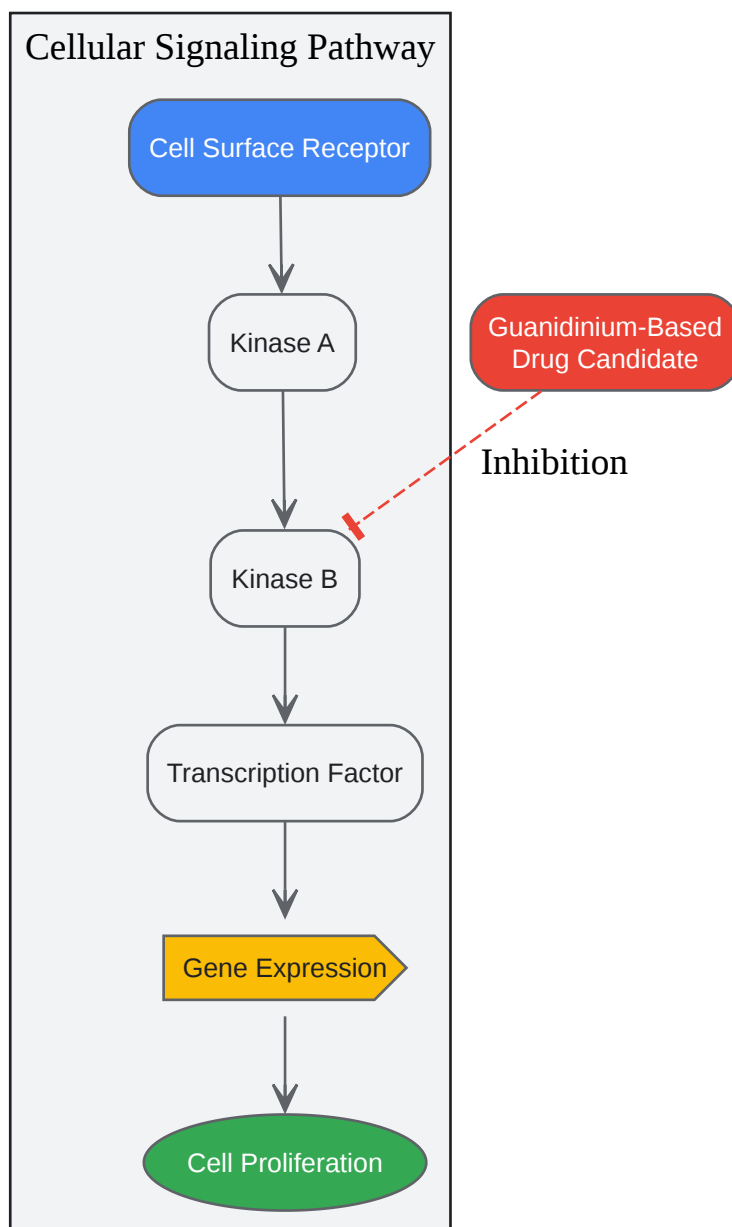 Cellular Signaling Pathway
Cell Surface Receptor
Kinase A
Guanidinium-Based
Drug Candidate
Inhibition
Kinase B
Transcription Factor
Gene Expression
Cell Proliferation